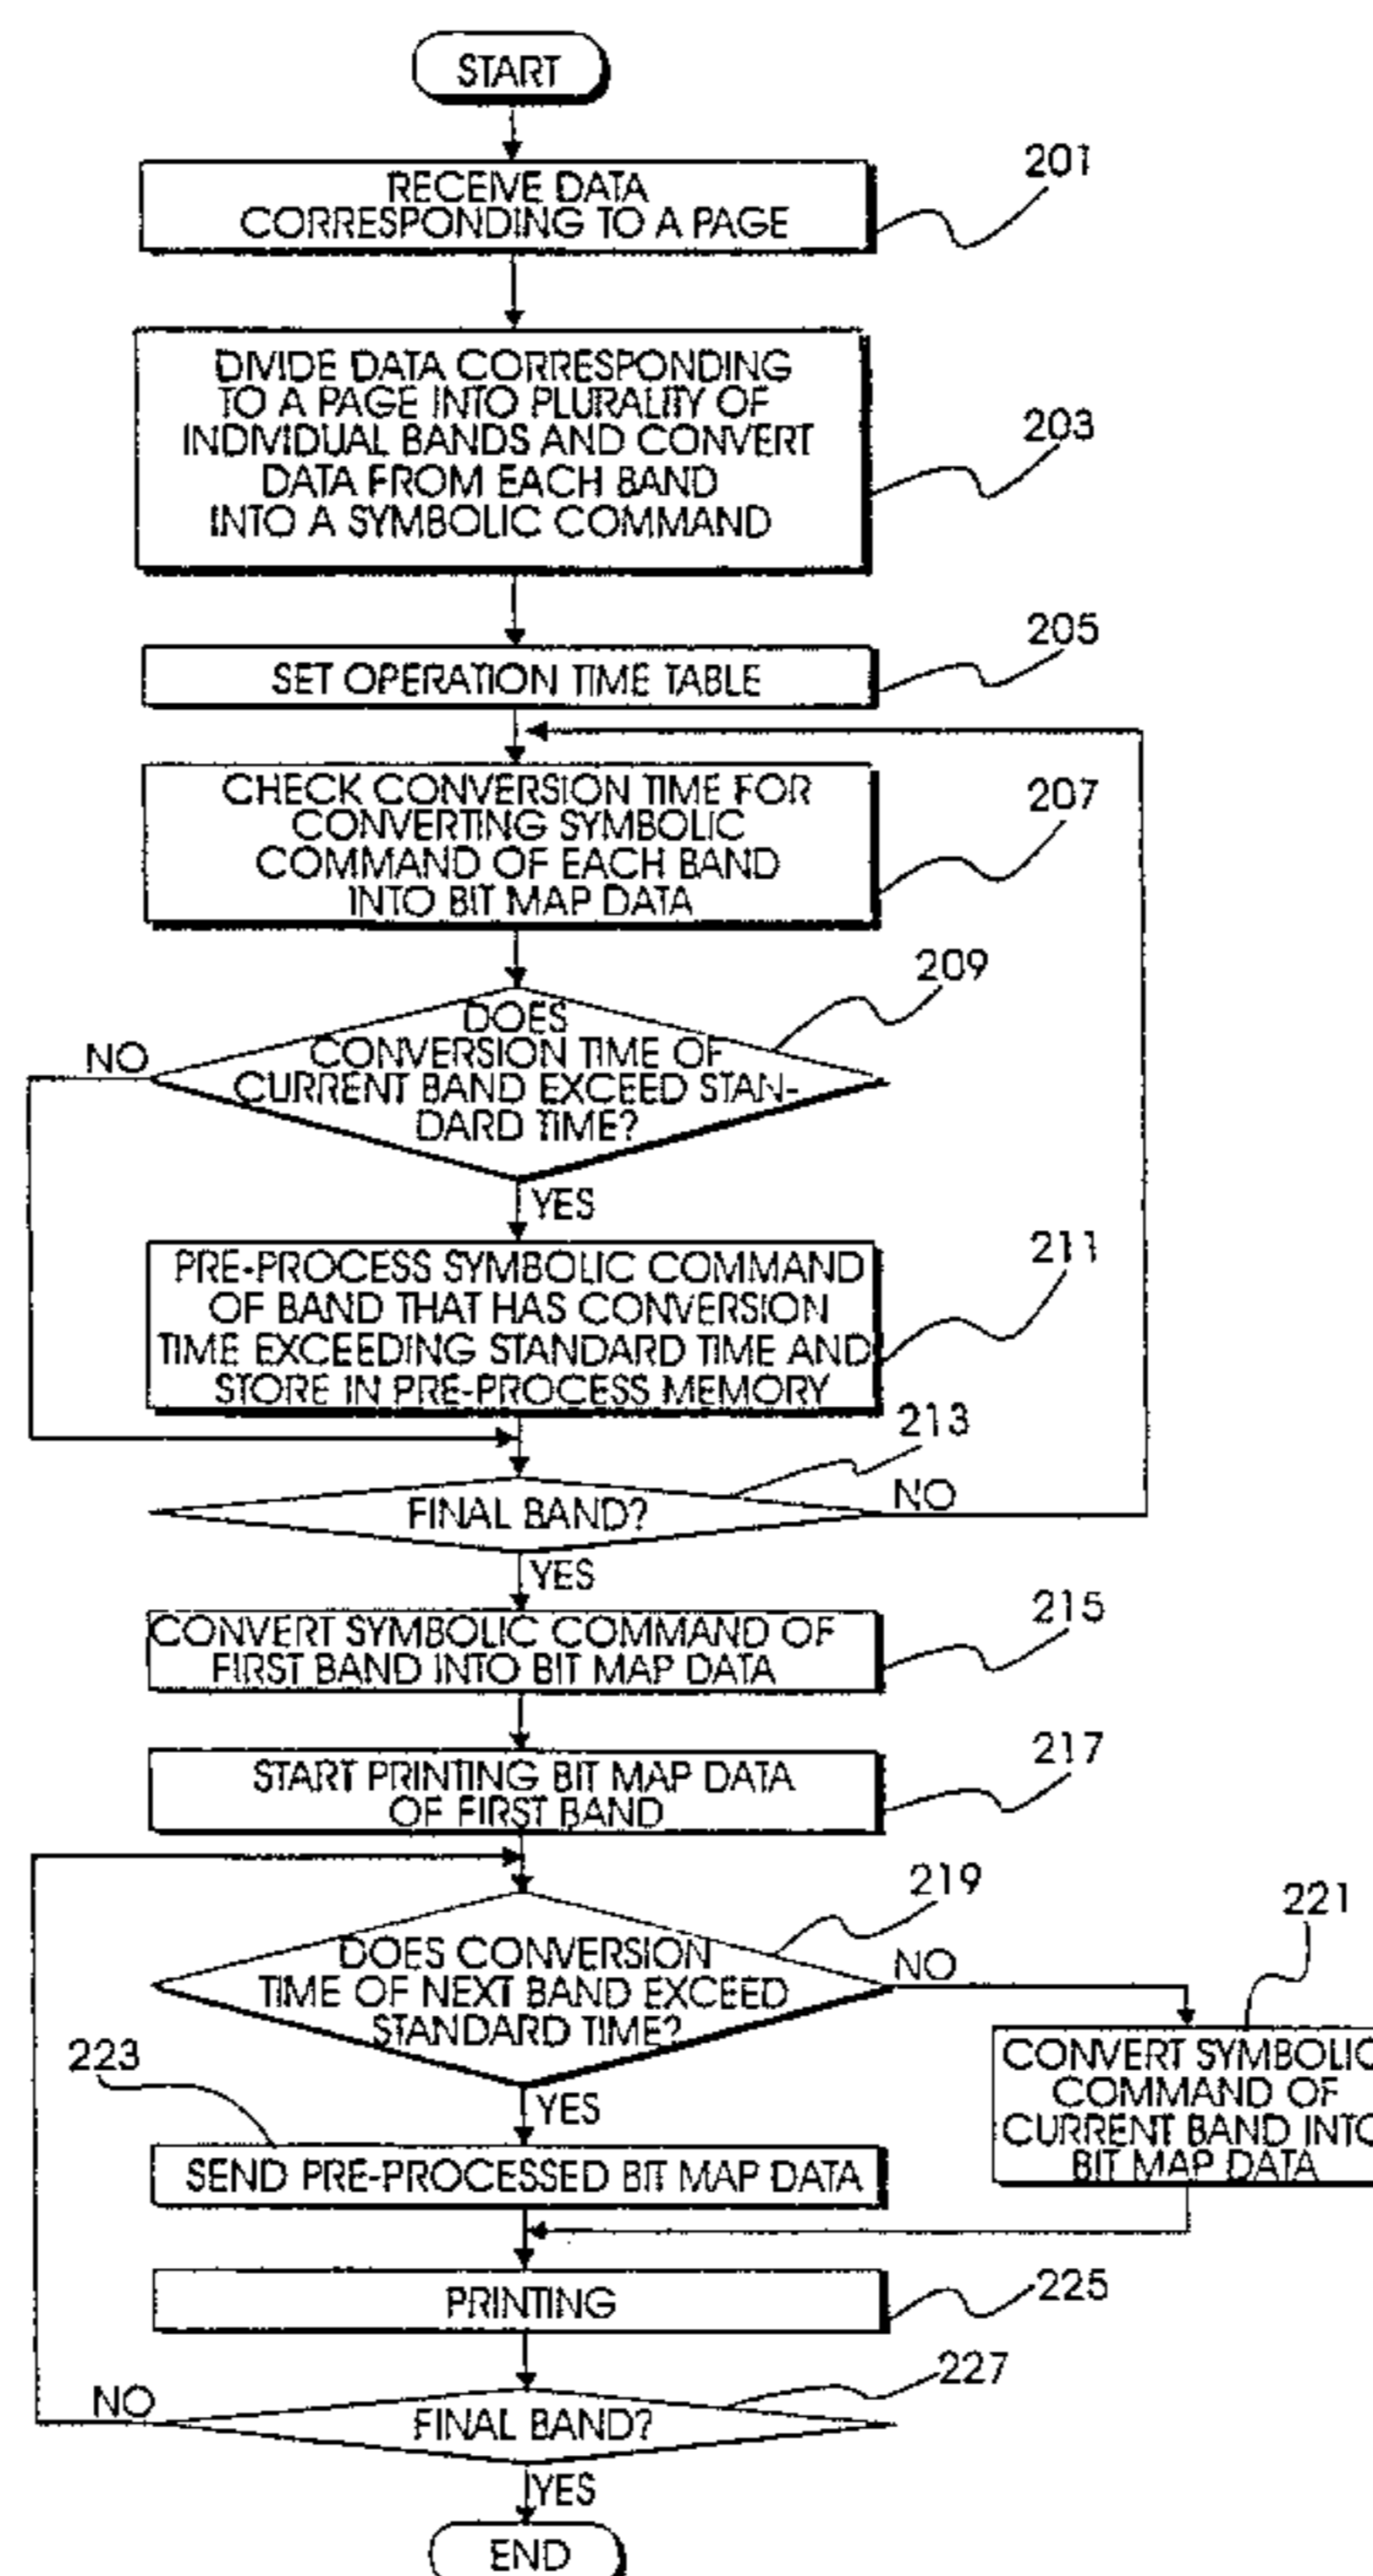 START
201
RECEIVE DATA
CORRESPONDING TO A PAGE
203
DIVIDE DATA CORRESPONDING
TO A PAGE INTO PLURALITY OF
INDIVIDUAL BANDS AND CONVERT
DATA FROM EACH BAND
INTO A SYMBOLIC COMMAND
205
SET OPERATION TIME TABLE
207
CHECK CONVERSION TIME FOR
CONVERTING SYMBOLIC
COMMAND OF EACH BAND
INTO BIT MAP DATA
209
DOES
CONVERSION TIME OF
CURRENT BAND EXCEED STAN-
DARD TIME?
NO
YES
211
PRE-PROCESS SYMBOLIC COMMAND
OF BAND THAT HAS CONVERSION
TIME EXCEEDING STANDARD TIME AND
STORE IN PRE-PROCESS MEMORY
213
FINAL BAND?
NO
YES
215
CONVERT SYMBOLIC COMMAND OF
FIRST BAND INTO BIT MAP DATA
217
START PRINTING BIT MAP DATA
OF FIRST BAND
219
DOES CONVERSION
TIME OF NEXT BAND EXCEED
STANDARD TIME?
NO
YES
221
CONVERT SYMBOLIC
COMMAND OF
CURRENT BAND INTO
BIT MAP DATA
223
SEND PRE-PROCESSED BIT MAP DATA
225
PRINTING
227
FINAL BAND?
NO
YES
END